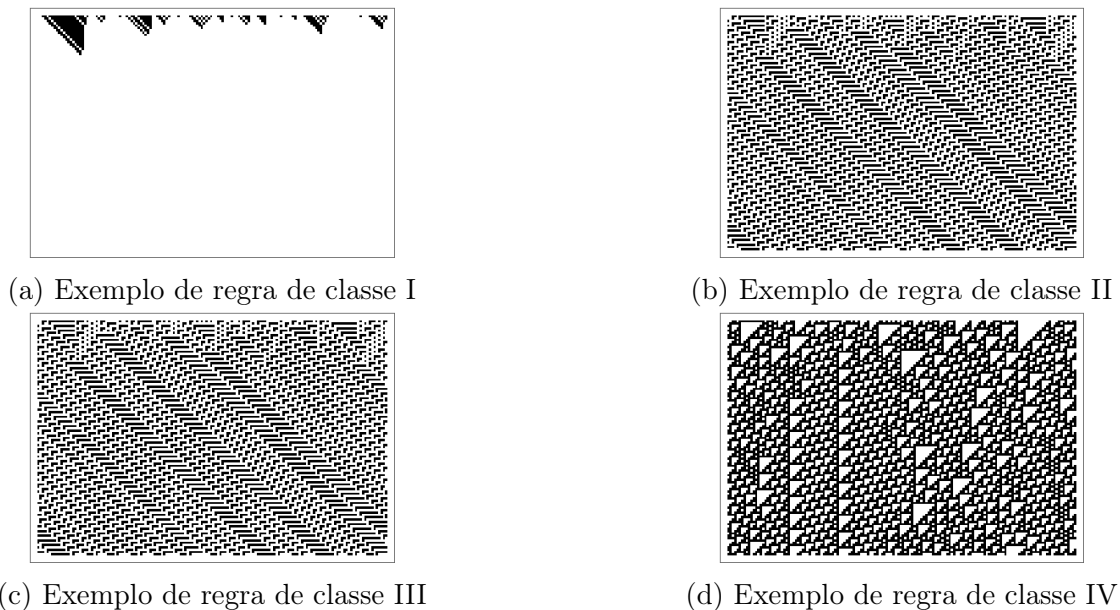 (a) Exemplo de regra de classe I
(b) Exemplo de regra de classe II
(c) Exemplo de regra de classe III
(d) Exemplo de regra de classe IV